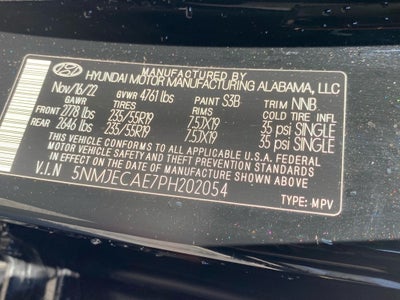 MANUFACTURED BY
HYUNDAI MOTOR MANUFACTURING ALABAMA, LLC
Nov/16/22 GVWR 4761 lbs PAINT S3B TRIM NNB
GAWR TIRES RIMS COLD TIRE INFL
FRONT 2778 lbs 235/55R19 7.5JX19 35 psi SINGLE
REAR 2646 lbs 235/55R19 7.5JX19 35 psi SINGLE
THIS VEHICLE CONFORMS TO ALL APPLICABLE U.S. FEDERAL MOTOR
VEHICLE SAFETY AND THEFT PREVENTION STANDARDS
IN EFFECT ON THE DATE OF MANUFACTURE SHOWN ABOVE.
V.I.N 5NMJECAE7PH202054
TYPE: MPV